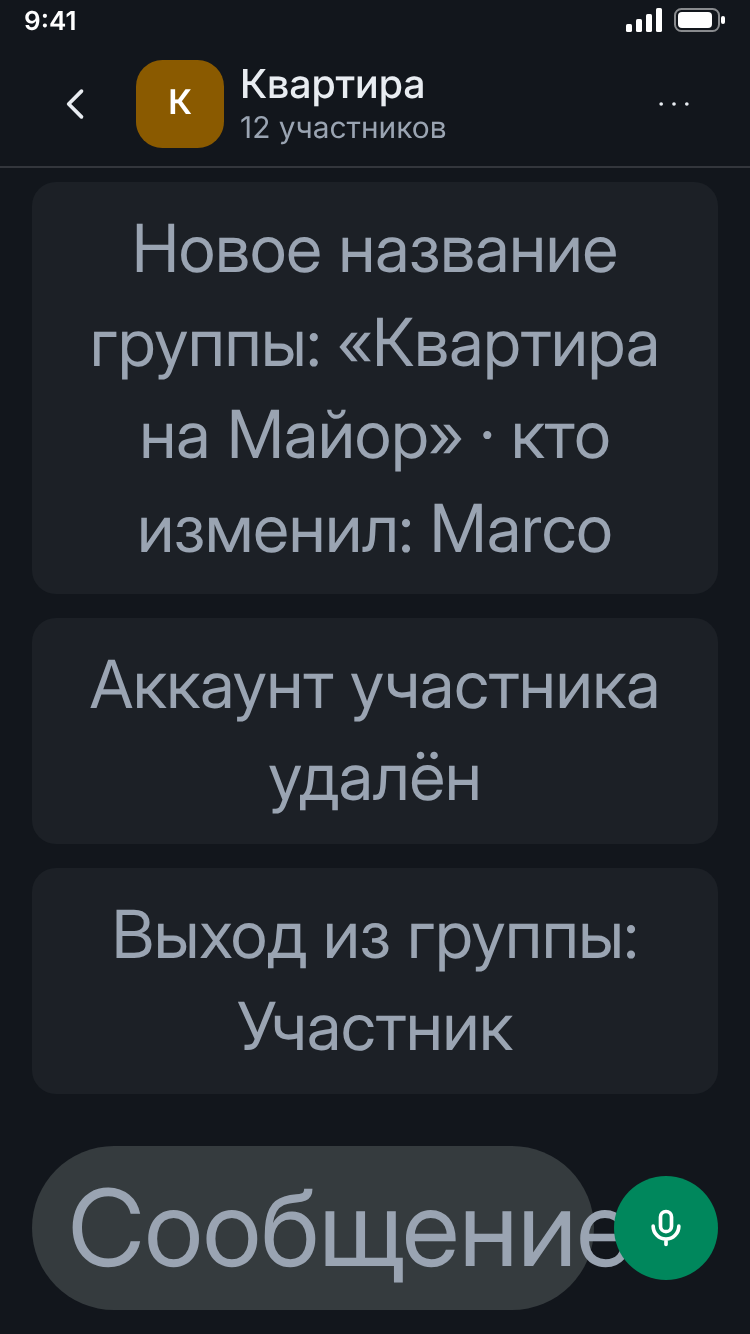 9:41
К
Квартира
12 участников
...
Новое название
группы: «Квартира
на Майор» · кто
изменил: Marco
Аккаунт участника
удалён
Выход из группы:
Участник
Сообщение